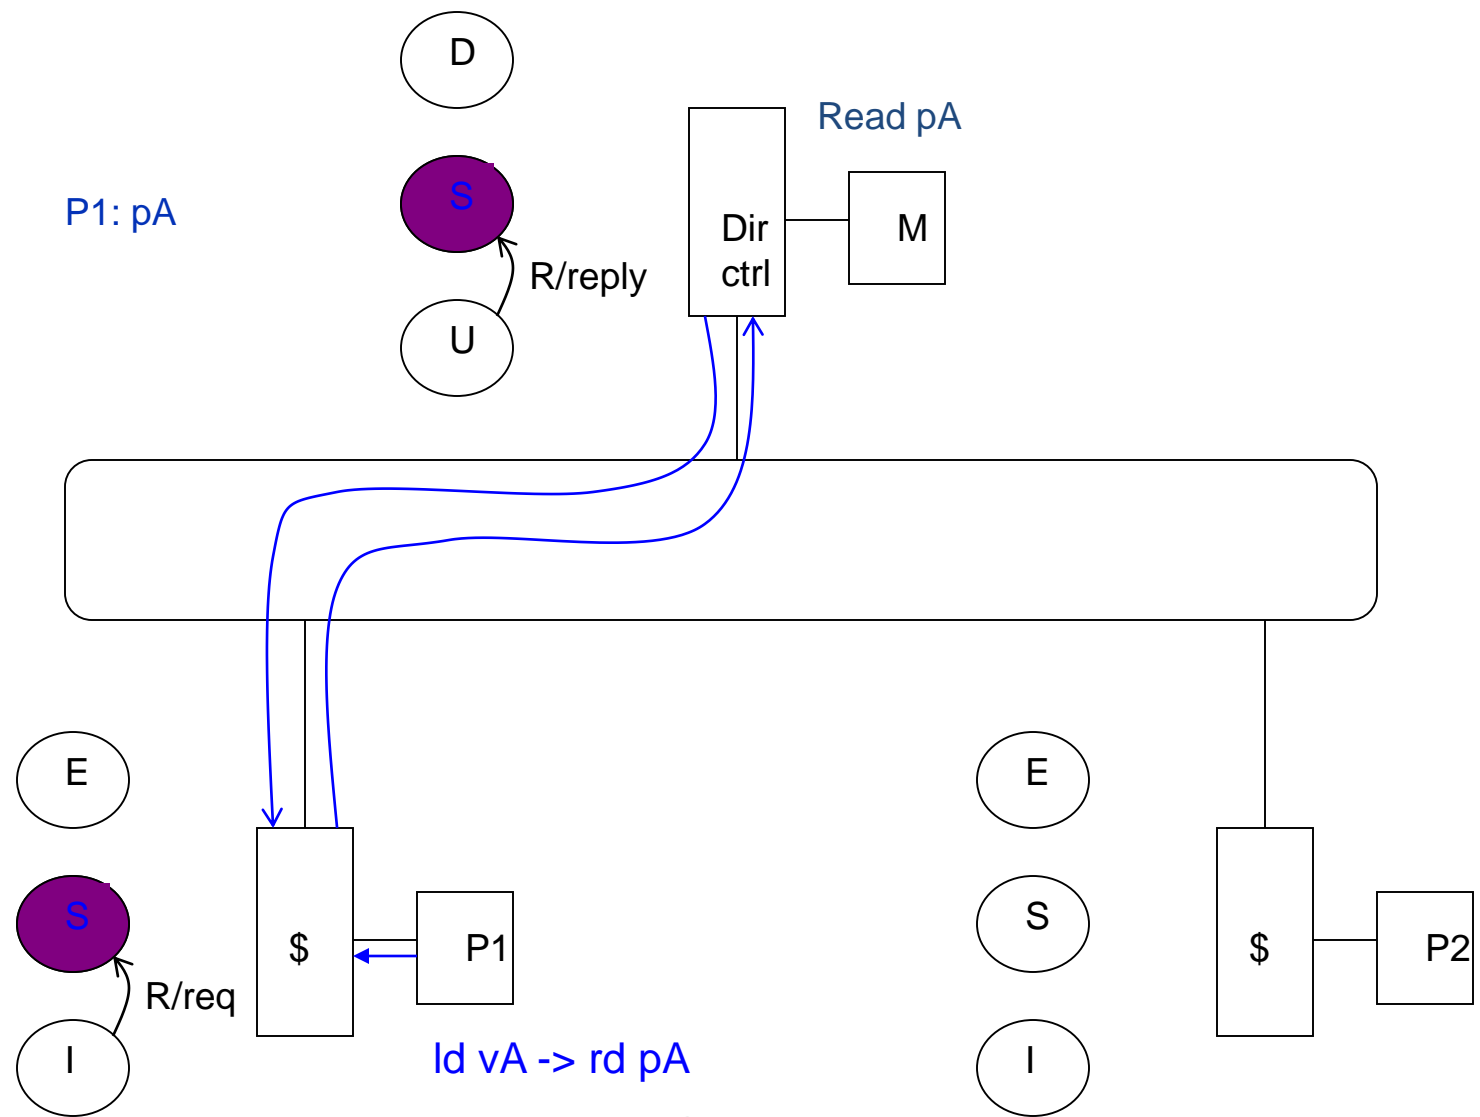 D
Read pA
S
P1: pA
Dir
ctrl
M
R/reply
U
E
E
S
S
$
P1
$
P2
R/req
I
ld vA -> rd pA
I